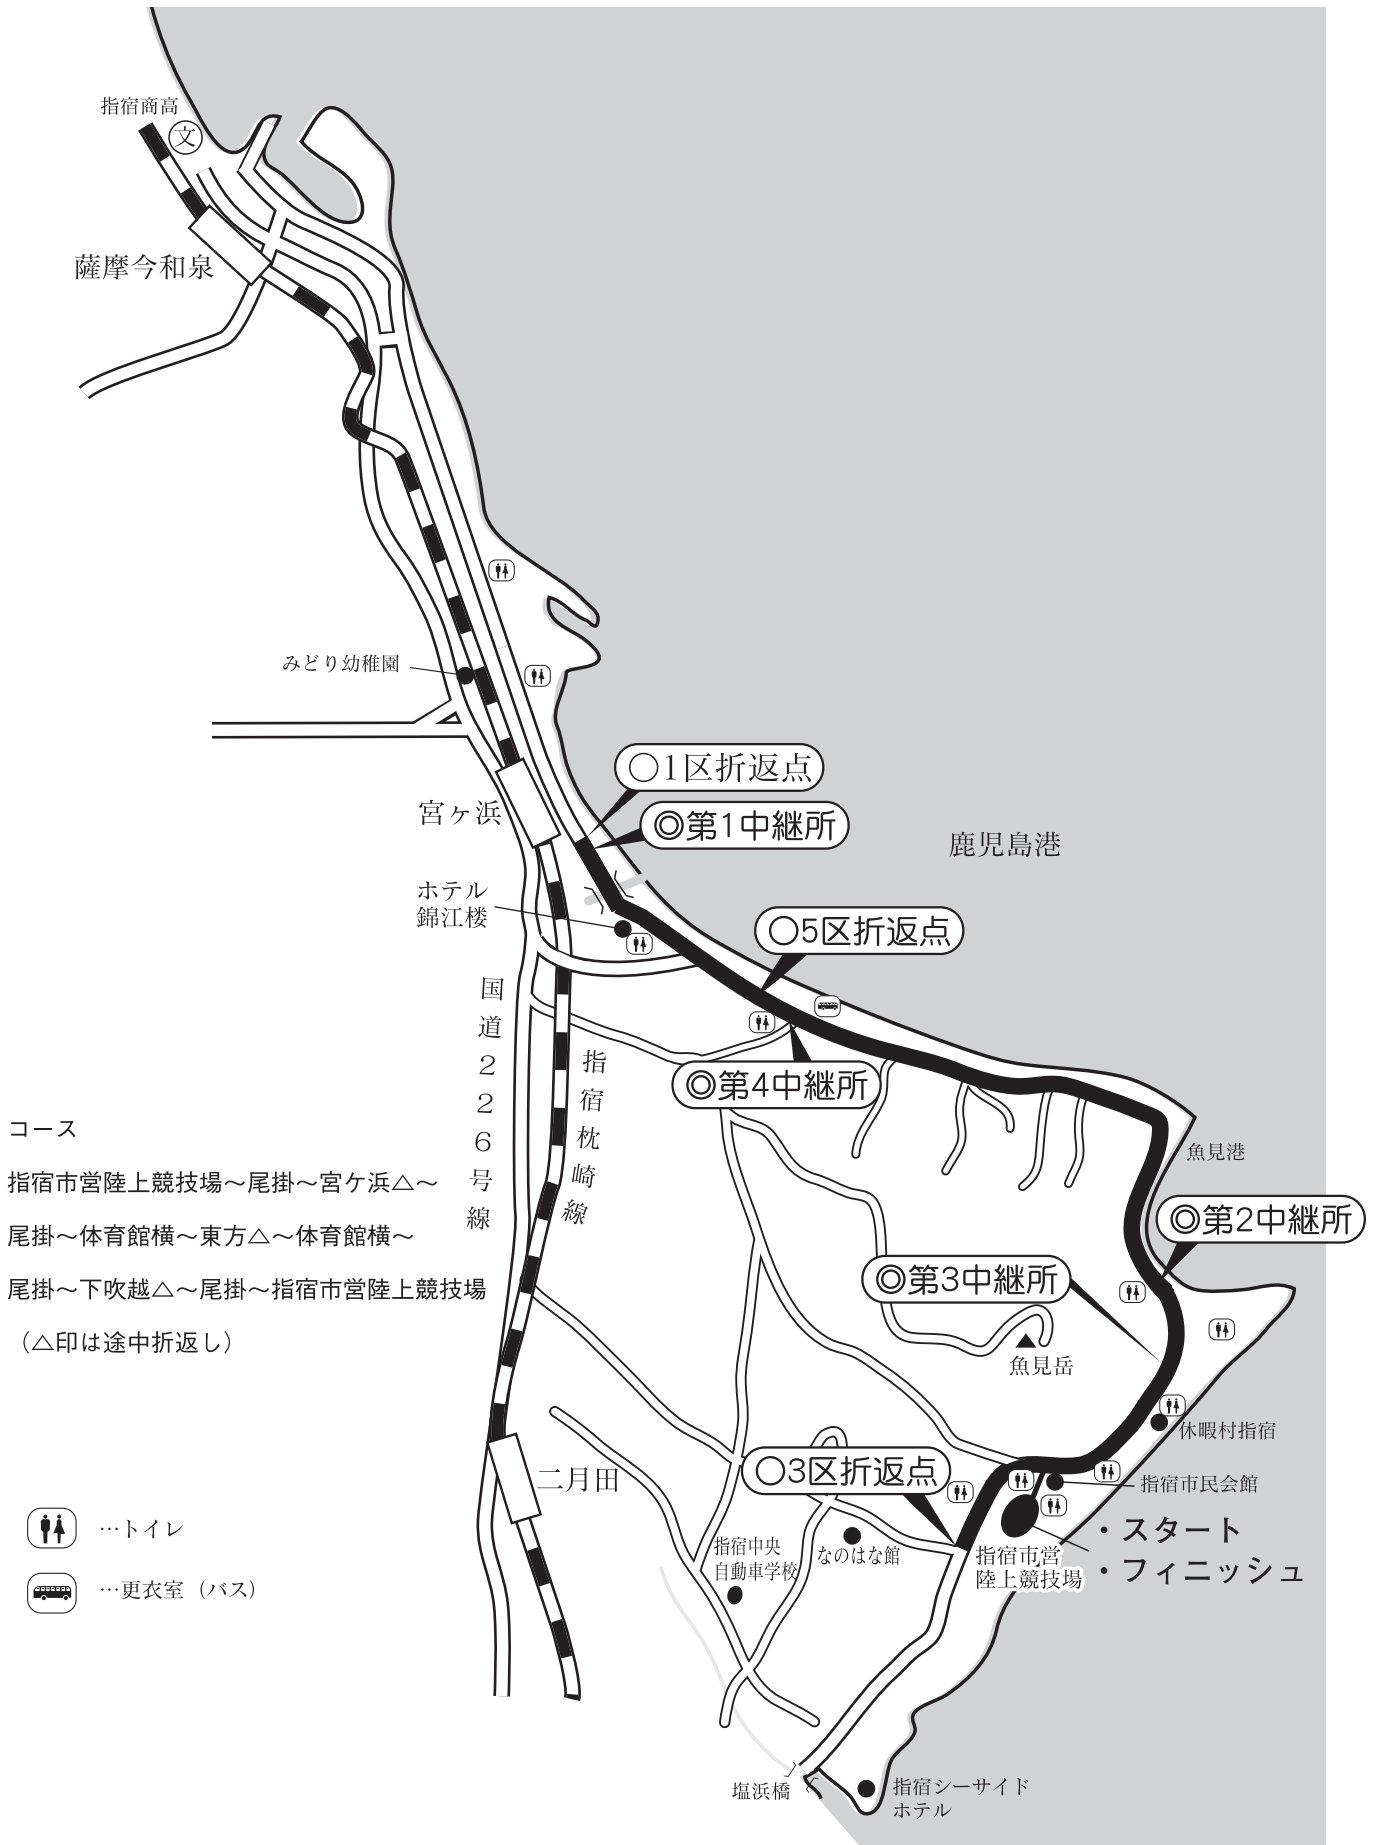 指宿商高
文
薩摩今和泉
みどり幼稚園
○1区折返点
◎第1中継所
宮ヶ浜
鹿児島港
ホテル
錦江楼
○5区折返点
国道226号線
指宿枕崎線
◎第4中継所
コース
指宿市営陸上競技場～尾掛～宮ケ浜△～
尾掛～体育館横～東方△～体育館横～
尾掛～下吹越△～尾掛～指宿市営陸上競技場
（△印は途中折返し）
魚見港
◎第2中継所
◎第3中継所
魚見岳
休暇村指宿
○3区折返点
二月田
指宿市民会館
…トイレ
…更衣室（バス）
指宿中央
自動車学校
なのはな館
指宿市営
陸上競技場
・スタート
・フィニッシュ
塩浜橋
指宿シーサイド
ホテル